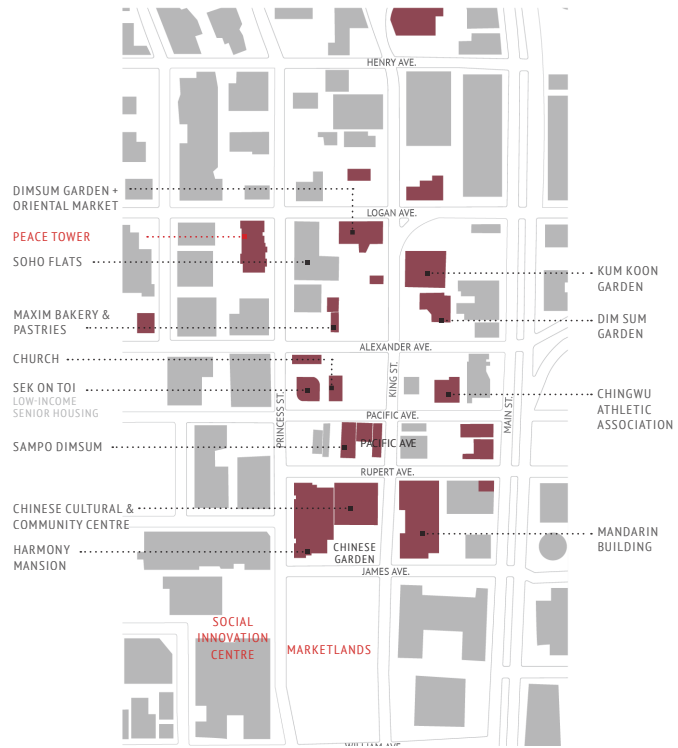 HENRY AVE.
DIMSUM GARDEN +
ORIENTAL MARKET
LOGAN AVE.
PEACE TOWER
SOHO FLATS
KUM KOON
GARDEN
MAXIM BAKERY &
PASTRIES
DIM SUM
GARDEN
ALEXANDER AVE.
CHURCH
SEK ON TOI
LOW-INCOME
SENIOR HOUSING
PRINCESS ST.
KING ST.
MAIN ST.
CHINGWU
ATHLETIC
ASSOCIATION
PACIFIC AVE.
SAMPO DIMSUM
PACIFIC AVE
RUPERT AVE.
CHINESE CULTURAL &
COMMUNITY CENTRE
HARMONY
MANSION
CHINESE
GARDEN
MANDARIN
BUILDING
JAMES AVE.
SOCIAL
INNOVATION
CENTRE
MARKETLANDS
WILLIAM AVE.